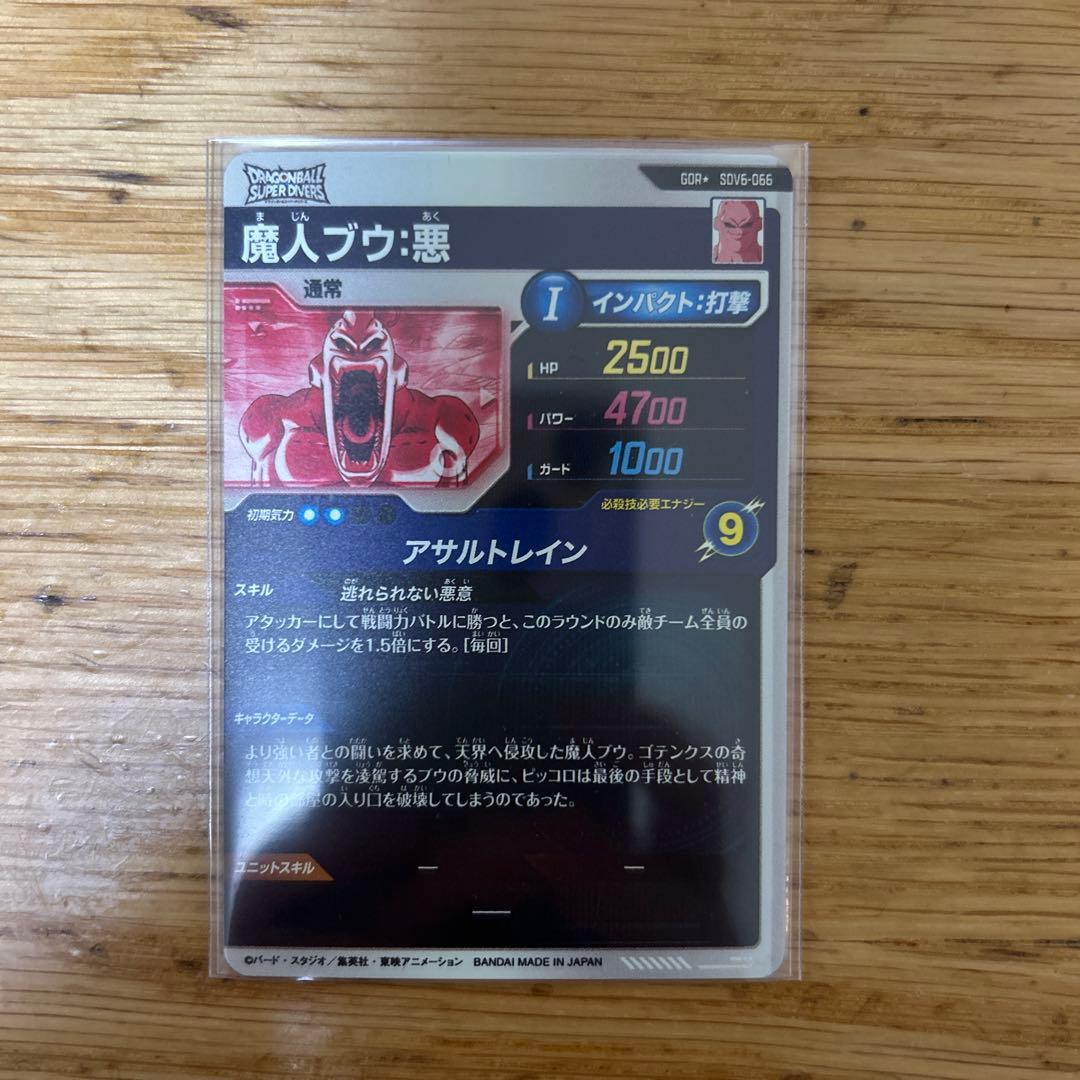 DRAGONBALL
SUPER DIVERS
GDR★ SDV6-066
魔人ブウ:悪
通常
I インパクト:打撃
HP 2500
パワー 4700
ガード 1000
初期気力
必殺技必要エナジー
9
アサルトレイン
スキル 逃れられない悪意
アタッカーにして戦闘力バトルに勝つと、このラウンドのみ敵チーム全員の
受けるダメージを1.5倍にする。[毎回]
キャラクターデータ
より強い者との闘いを求めて、天界へ侵攻した魔人ブウ。ゴテンクスの奇
想天外な攻撃を凌駕するブウの脅威に、ピッコロは最後の手段として精神
と時の部屋の入り口を破壊してしまうのであった。
ユニットスキル ー ー
ー
©バード・スタジオ/集英社・東映アニメーション BANDAI MADE IN JAPAN